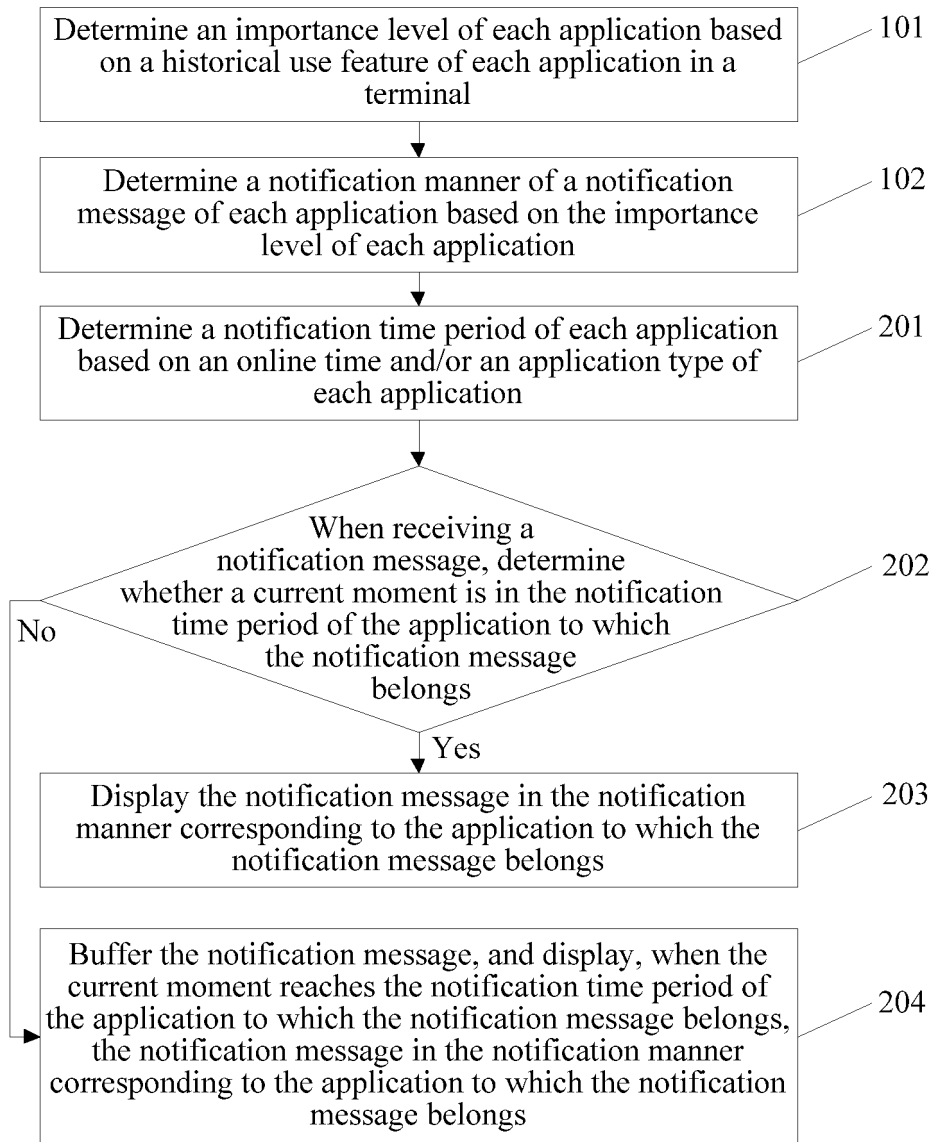 Determine an importance level of each application based
on a historical use feature of each application in a
terminal
101
Determine a notification manner of a notification
message of each application based on the importance
level of each application
102
Determine a notification time period of each application
based on an online time and/or an application type of
each application
201
When receiving a
notification message, determine
whether a current moment is in the notification
time period of the application to which
the notification message
belongs
202
No
Yes
Display the notification message in the notification
manner corresponding to the application to which the
notification message belongs
203
Buffer the notification message, and display, when the
current moment reaches the notification time period of
the application to which the notification message belongs,
the notification message in the notification manner
corresponding to the application to which the notification
message belongs
204